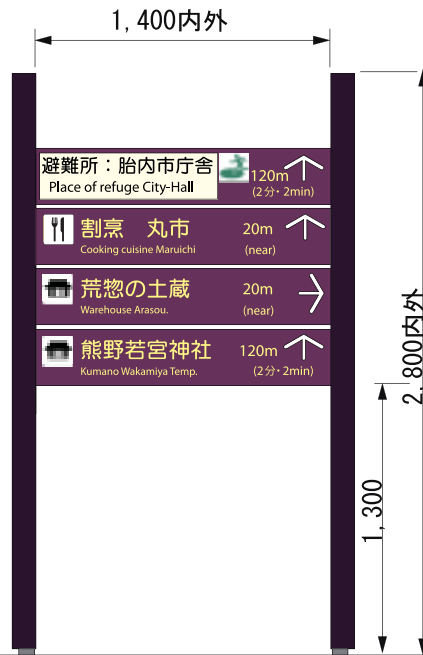 1,400内外
避難所：胎内市庁舎
Place of refuge City-Hall
120m
(2分・2min)
割烹　丸市
Cooking cuisine Maruichi
20m
(near)
荒惣の土蔵
Warehouse Arasou.
20m
(near)
熊野若宮神社
Kumano Wakamiya Temp.
120m
(2分・2min)
2,800内外
1,300